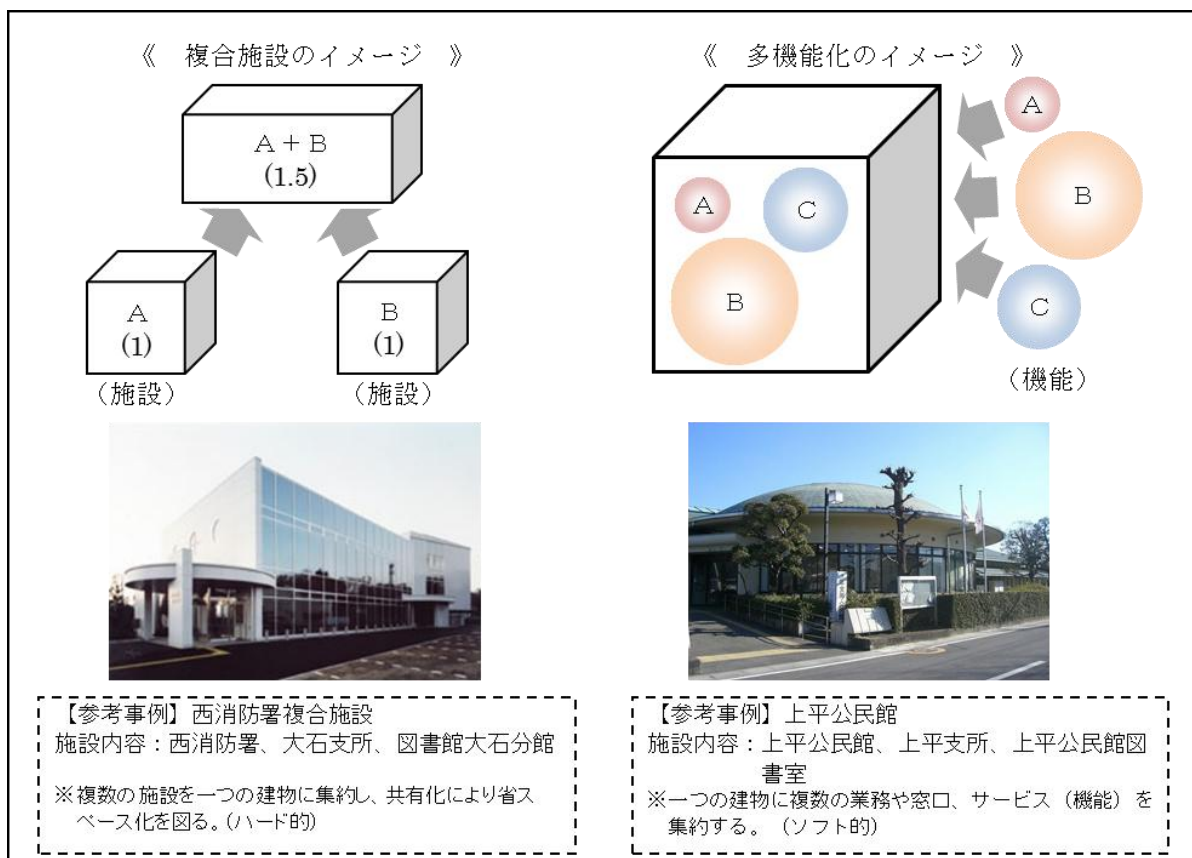 《　複合施設のイメージ　》
A + B
(1.5)
A
(1)
B
(1)
（施設）
（施設）
《　多機能化のイメージ　》
A
B
C
A
C
B
（機能）
【参考事例】西消防署複合施設
施設内容：西消防署、大石支所、図書館大石分館
※複数の施設を一つの建物に集約し、共有化により省ス
ペース化を図る。（ハード的）
【参考事例】上平公民館
施設内容：上平公民館、上平支所、上平公民館図
書室
※一つの建物に複数の業務や窓口、サービス（機能）を
集約する。（ソフト的）